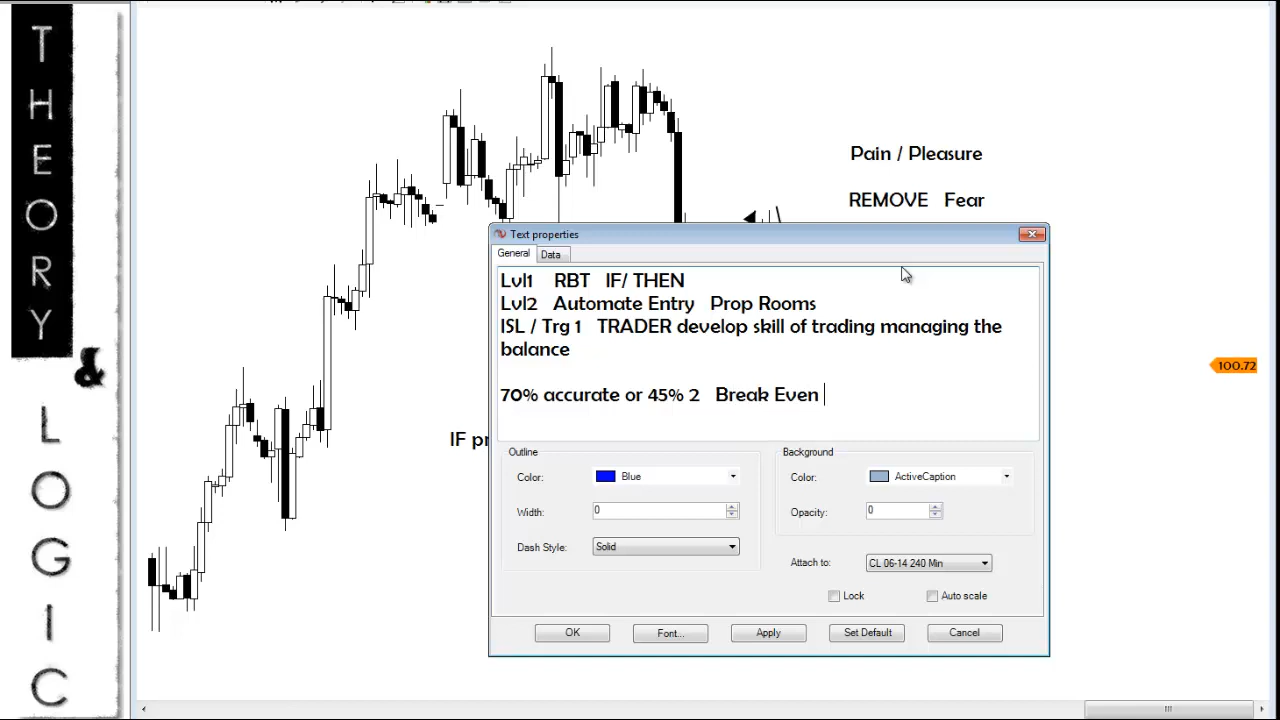 THEORY
&
LOGIC
Pain / Pleasure
REMOVE Fear
Text properties
General Data
Lvl1 RBT IF/ THEN
Lvl2 Automate Entry Prop Rooms
ISL / Trg 1 TRADER develop skill of trading managing the
balance
70% accurate or 45% 2 Break Even
100.72
IF pr
Outline
Color: Blue
Width: 0
Dash Style: Solid
Background
Color: ActiveCaption
Opacity: 0
Attach to: CL 06-14 240 Min
Lock Auto scale
OK Font... Apply Set Default Cancel